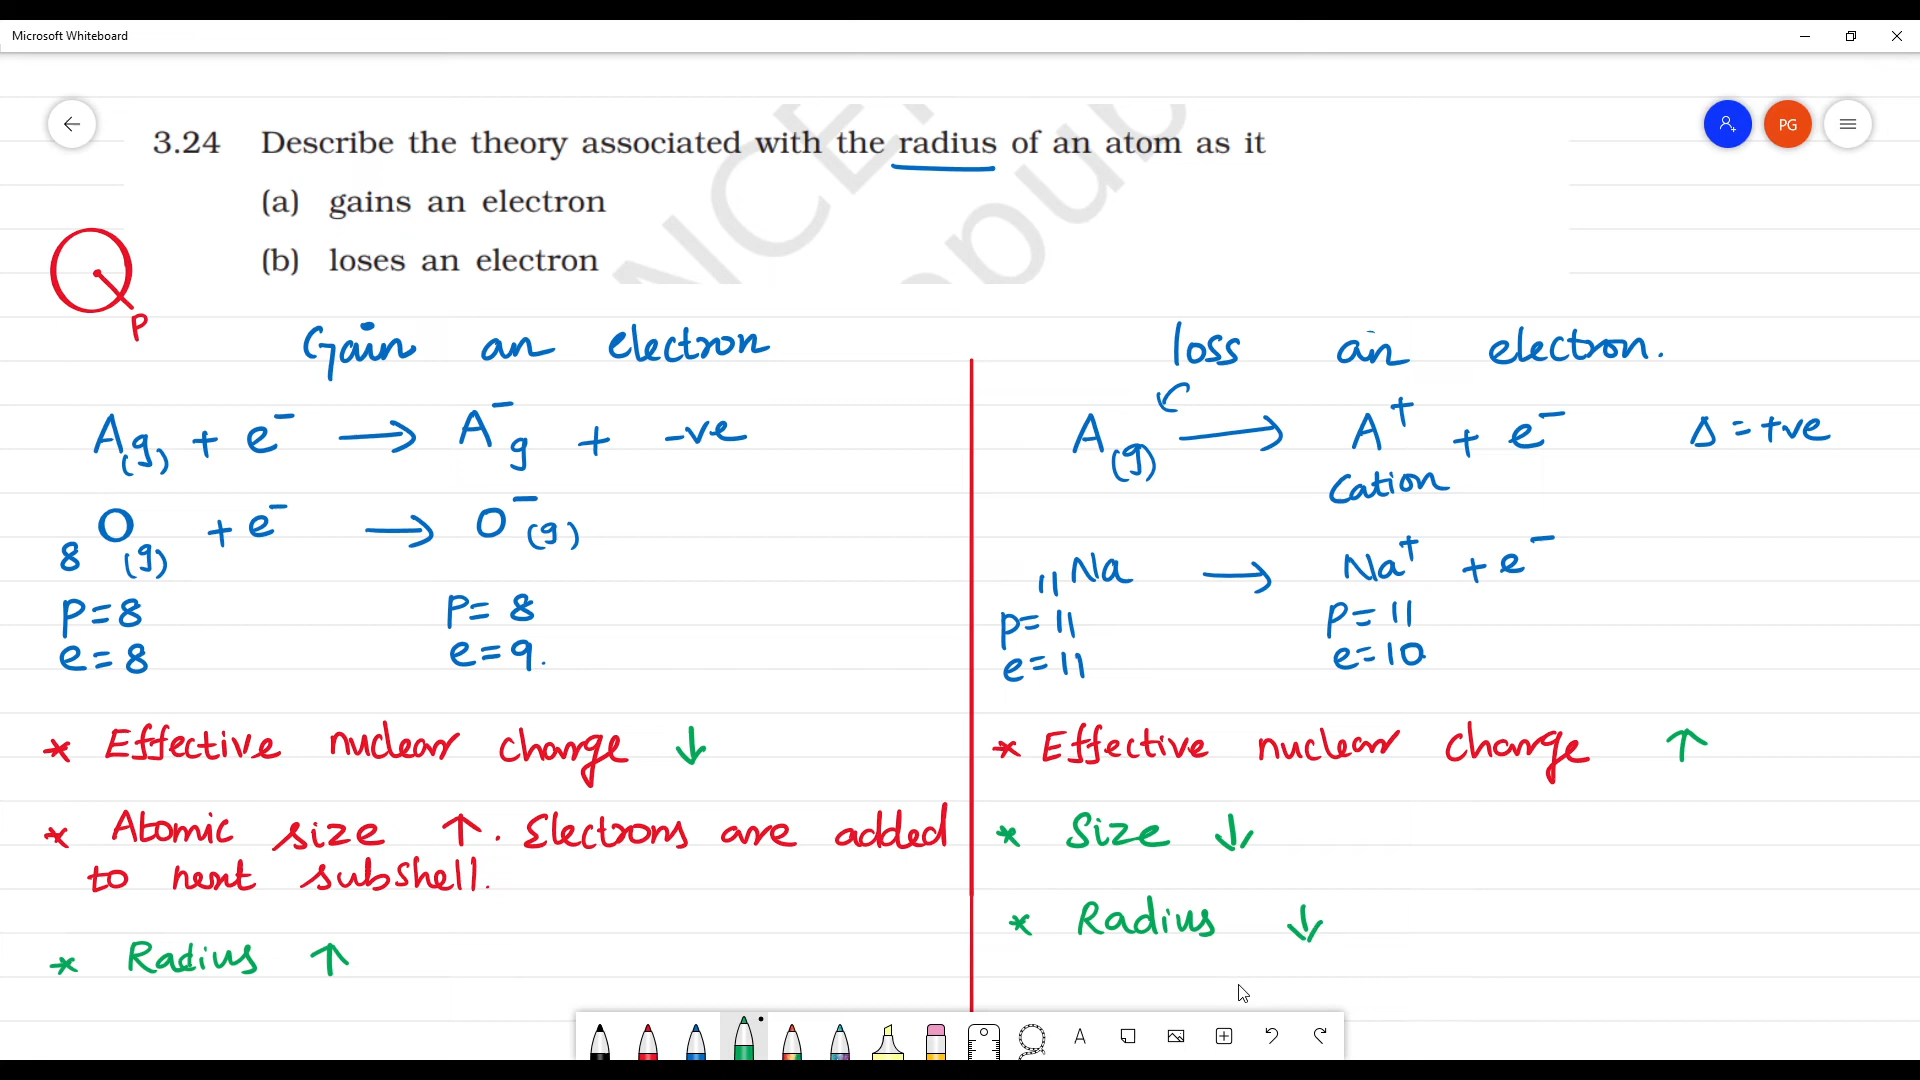 Microsoft Whiteboard
PG
3.24 Describe the theory associated with the radius of an atom as it
(a) gains an electron
(b) loses an electron
P
Gain an electron
A(g) + e⁻ → A⁻g + -ve
8 O(g) + e⁻ → O⁻(g)
P=8 P=8
e=8 e=9.
* Effective nuclear charge ↓
* Atomic size ↑. Electrons are added
to next subshell.
* Radius ↑
loss an electron.
A(g) → A⁺ + e⁻ Δ=+ve
Cation
11Na → Na⁺ + e⁻
P=11 P=11
e=11 e=10
* Effective nuclear charge ↑
* Size ↓
* Radius ↓
A